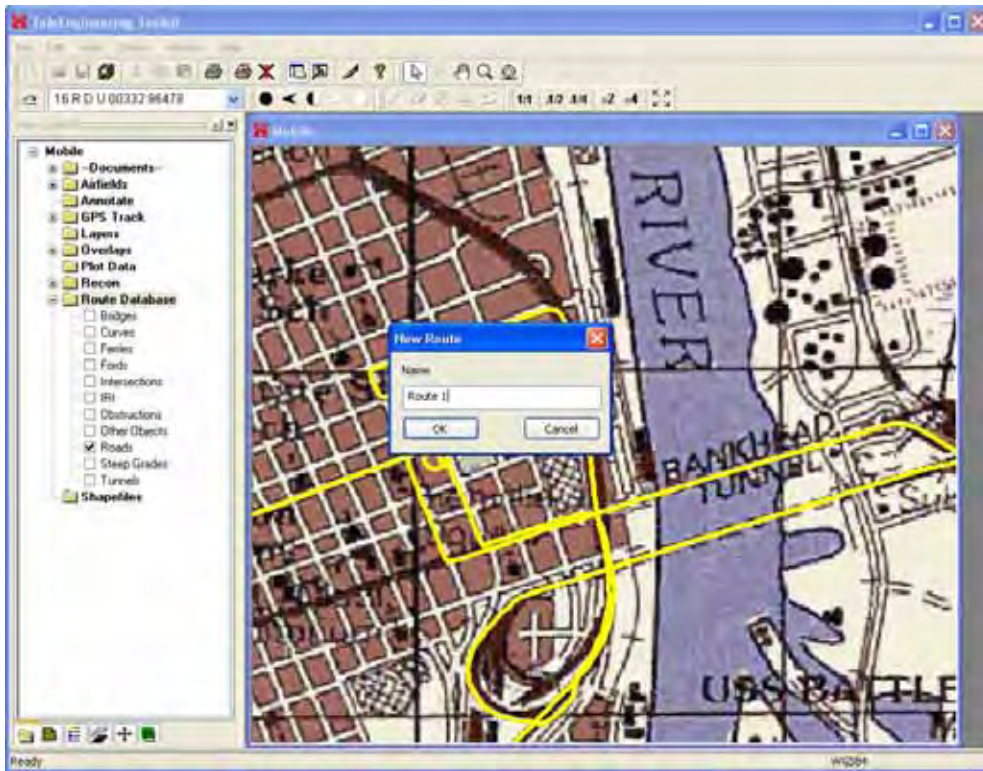 TeleEngineering Toolkit
16 R D U 00332 96478
1/1 1/2 1/4 ×2 ×4
Mobile
-Documents-
Airfields
Annotate
GPS Track
Layers
Overlays
Plot Data
Recon
Route Database
Bridges
Curves
Ferries
Fords
Intersections
IRI
Obstructions
Other Objects
Roads
Steep Grades
Tunnels
Shapefiles
Mobile
RIVER
New Route
Name
Route 1
OK
Cancel
BANKHEAD
TUNNEL
USS BATTLE
Ready
WGS84